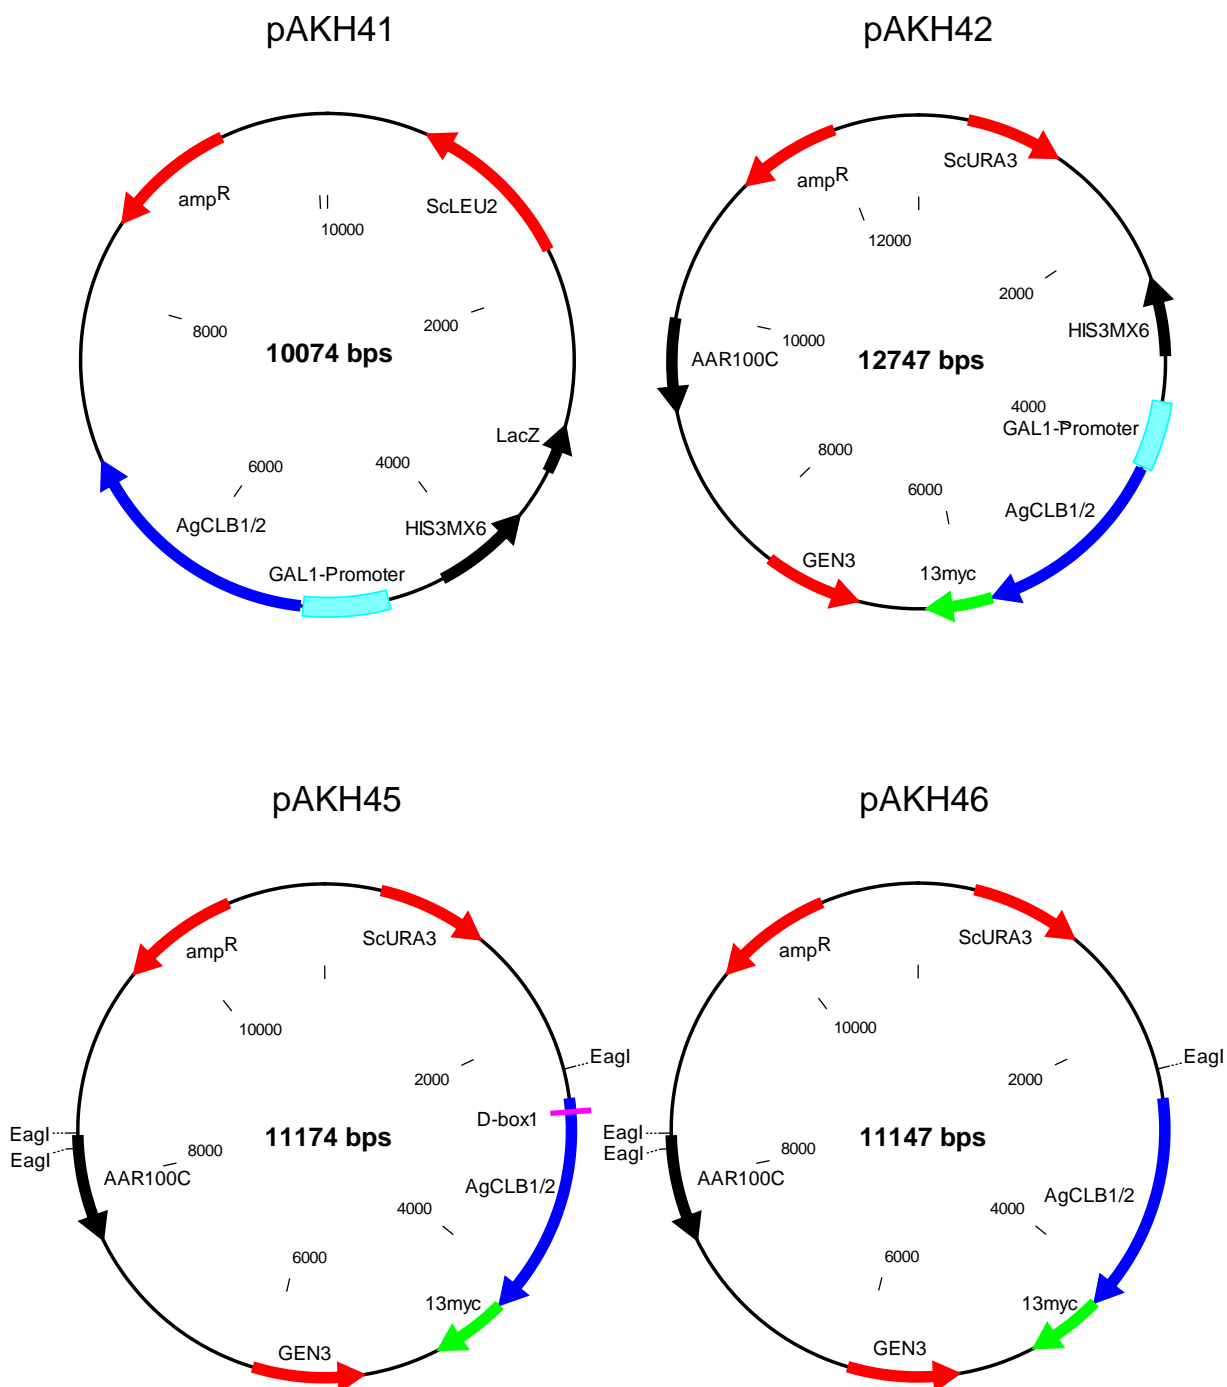 pAKH41
ampR
ScLEU2
10000
2000
8000
10074 bps
LacZ
6000
4000
AgCLB1/2
HIS3MX6
GAL1-Promoter
pAKH42
ScURA3
ampR
12000
2000
HIS3MX6
10000
AAR100C
12747 bps
4000
GAL1-Promoter
8000
6000
AgCLB1/2
GEN3
13myc
pAKH45
ScURA3
ampR
10000
EagI
2000
D-box1
EagI
EagI
11174 bps
8000
AAR100C
AgCLB1/2
4000
6000
13myc
GEN3
pAKH46
ScURA3
ampR
10000
EagI
2000
EagI
EagI
11147 bps
8000
AAR100C
AgCLB1/2
4000
6000
13myc
GEN3